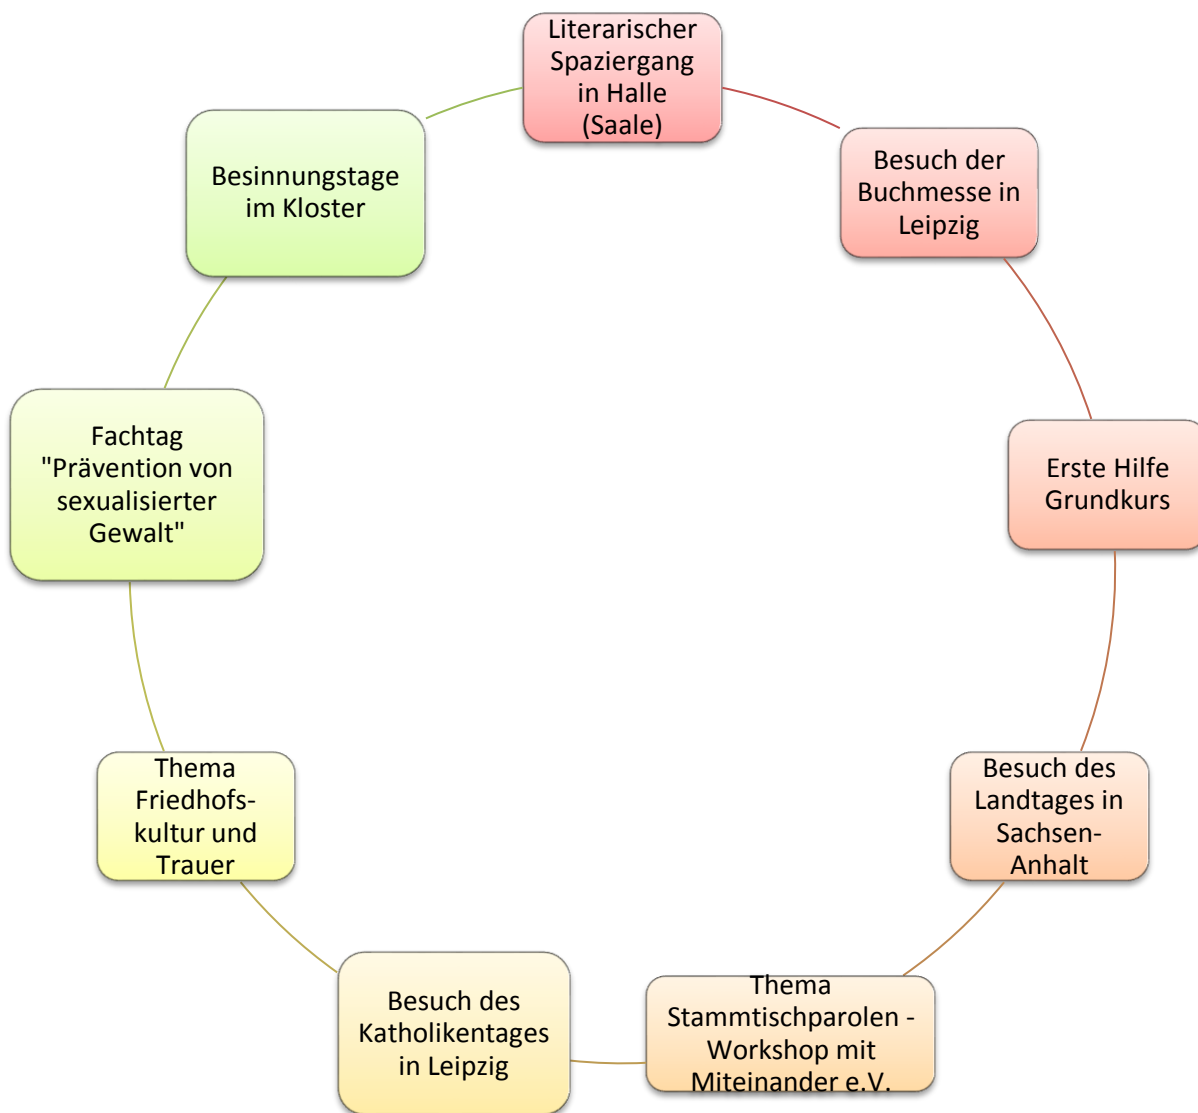 Literarischer
Spaziergang
in Halle
(Saale)
Besuch der
Buchmesse in
Leipzig
Erste Hilfe
Grundkurs
Besuch des
Landtages in
Sachsen-
Anhalt
Thema
Stammtischparolen -
Workshop mit
Miteinander e.V.
Besuch des
Katholikentages
in Leipzig
Thema
Friedhofs-
kultur und
Trauer
Fachtag
"Prävention von
sexualisierter
Gewalt"
Besinnungstage
im Kloster